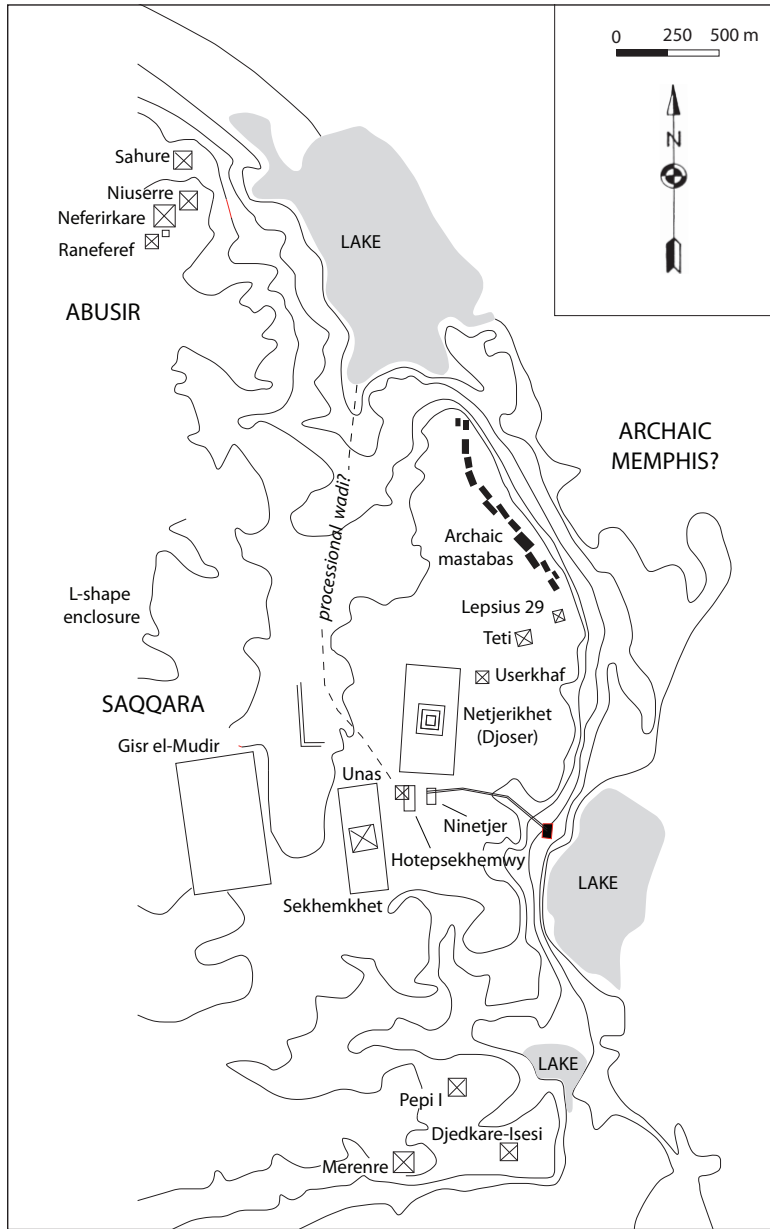 0 250 500 m
N
Sahure
Niuserre
Neferirkare
Raneferef
LAKE
ABUSIR
ARCHAIC
MEMPHIS?
processional wadi?
Archaic
mastabas
L-shape
enclosure
Lepsius 29
Teti
Userkhaf
SAQQARA
Netjerikhet
(Djoser)
Gisr el-Mudir
Unas
Ninetjer
Hotepsekhemwy
LAKE
Sekhemkhet
LAKE
Pepi I
Djedkare-Isesi
Merenre